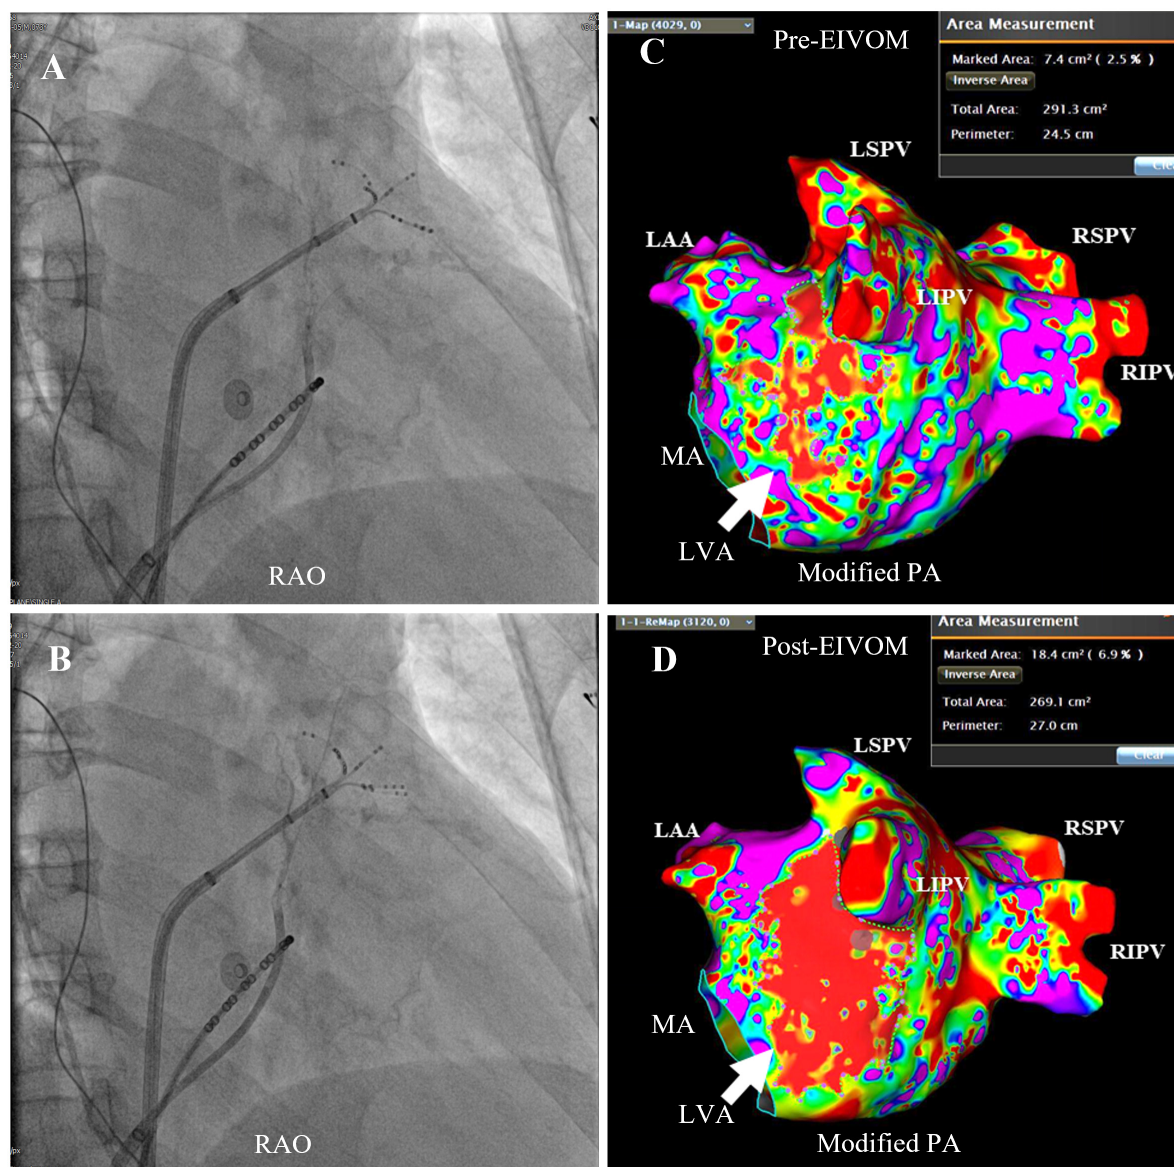 A
RAO
B
RAO
1-Map (4029, 0)
C
Pre-EIVOM
Area Measurement
Marked Area: 7.4 cm² ( 2.5 % )
Inverse Area
Total Area: 291.3 cm²
Perimeter: 24.5 cm
LSPV
LAA
RSPV
LIPV
RIPV
MA
LVA
Modified PA
1-1-ReMap (3120, 0)
D
Post-EIVOM
Area Measurement
Marked Area: 18.4 cm² ( 6.9 % )
Inverse Area
Total Area: 269.1 cm²
Perimeter: 27.0 cm
Clear
LSPV
LAA
RSPV
LIPV
RIPV
MA
LVA
Modified PA